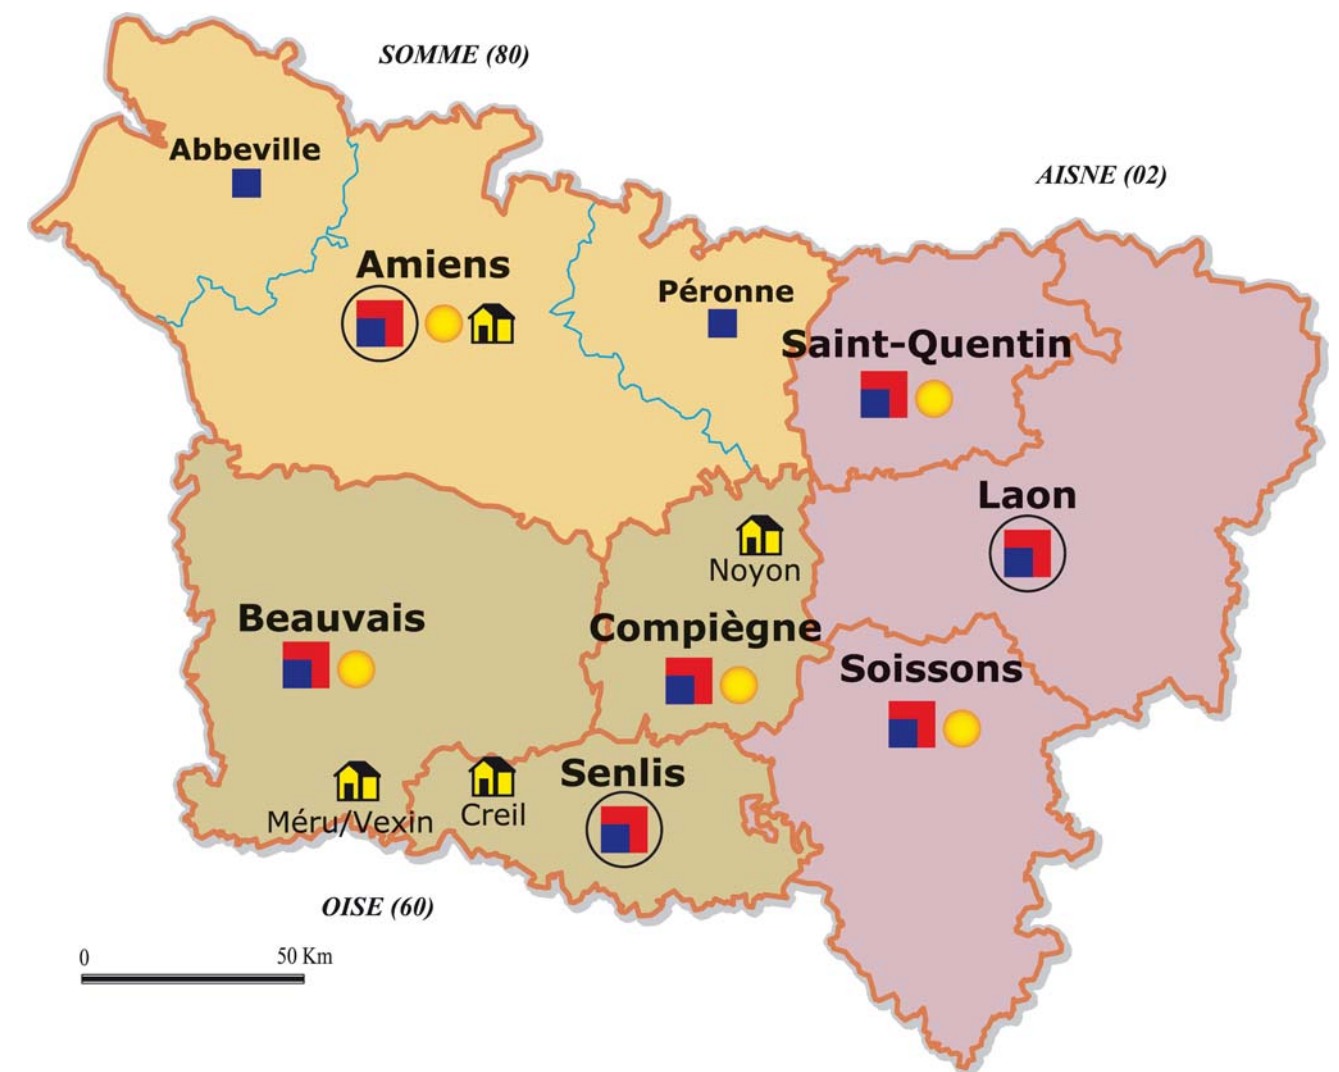 SOMME (80)
Abbeville
AISNE (02)
Amiens
Péronne
Saint-Quentin
Laon
Noyon
Beauvais
Compiègne
Soissons
Senlis
Creil
Méru/Vexin
OISE (60)
0 50 Km